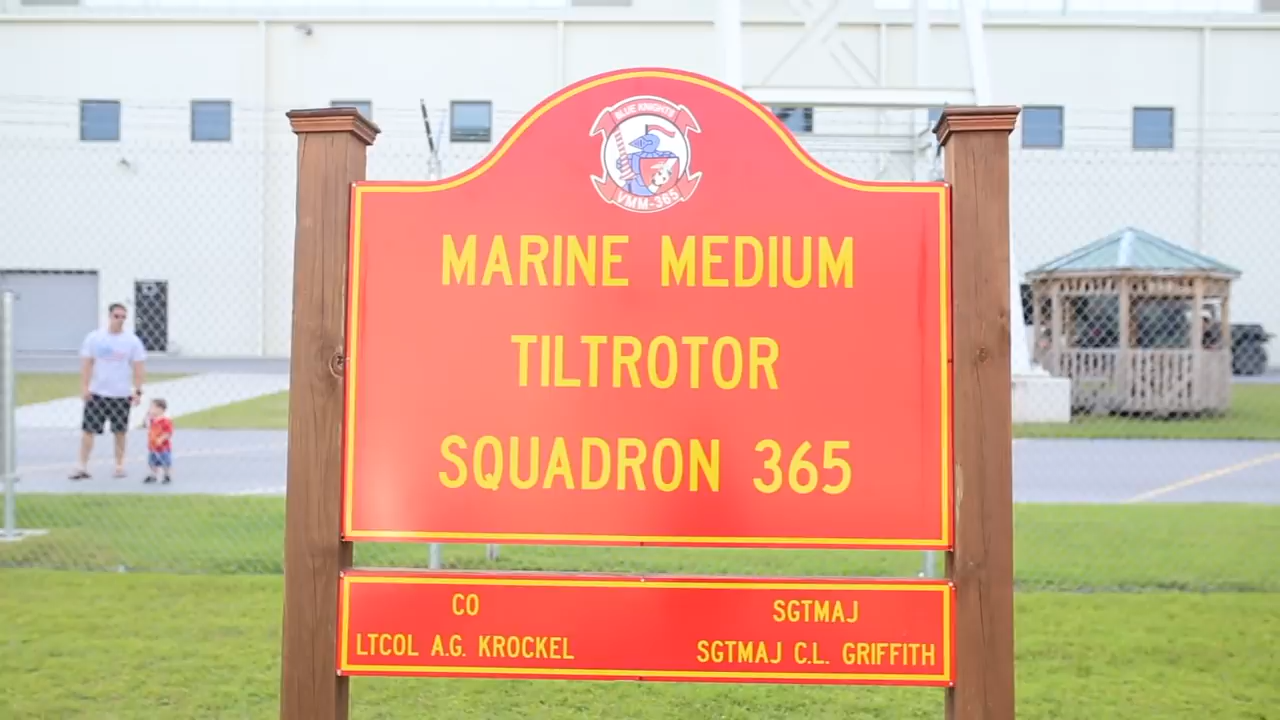 BLUE KNIGHTS
VMM-365
MARINE MEDIUM
TILTROTOR
SQUADRON 365
CO
LTCOL A.G. KROCKEL
SGTMAJ
SGTMAJ C.L. GRIFFITH